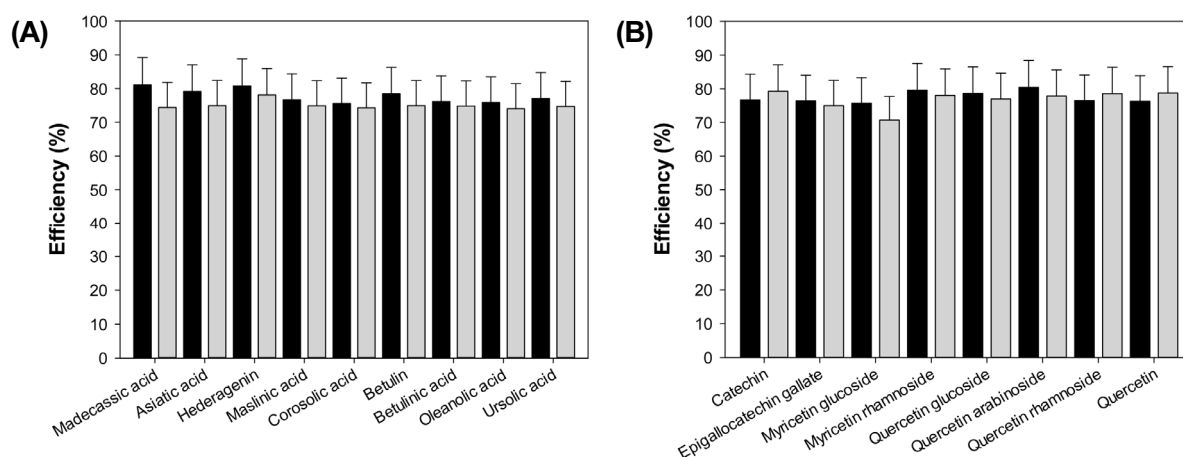 (A)
Efficiency (%)
100
90
80
70
60
50
40
30
20
10
0
Madecassic acid
Asiatic acid
Hederagenin
Maslinic acid
Corosolic acid
Betulin
Betulinic acid
Oleanolic acid
Ursolic acid
(B)
Efficiency (%)
100
90
80
70
60
50
40
30
20
10
0
Catechin
Epigallocatechin gallate
Myricetin glucoside
Myricetin rhamnoside
Quercetin glucoside
Quercetin arabinoside
Quercetin rhamnoside
Quercetin